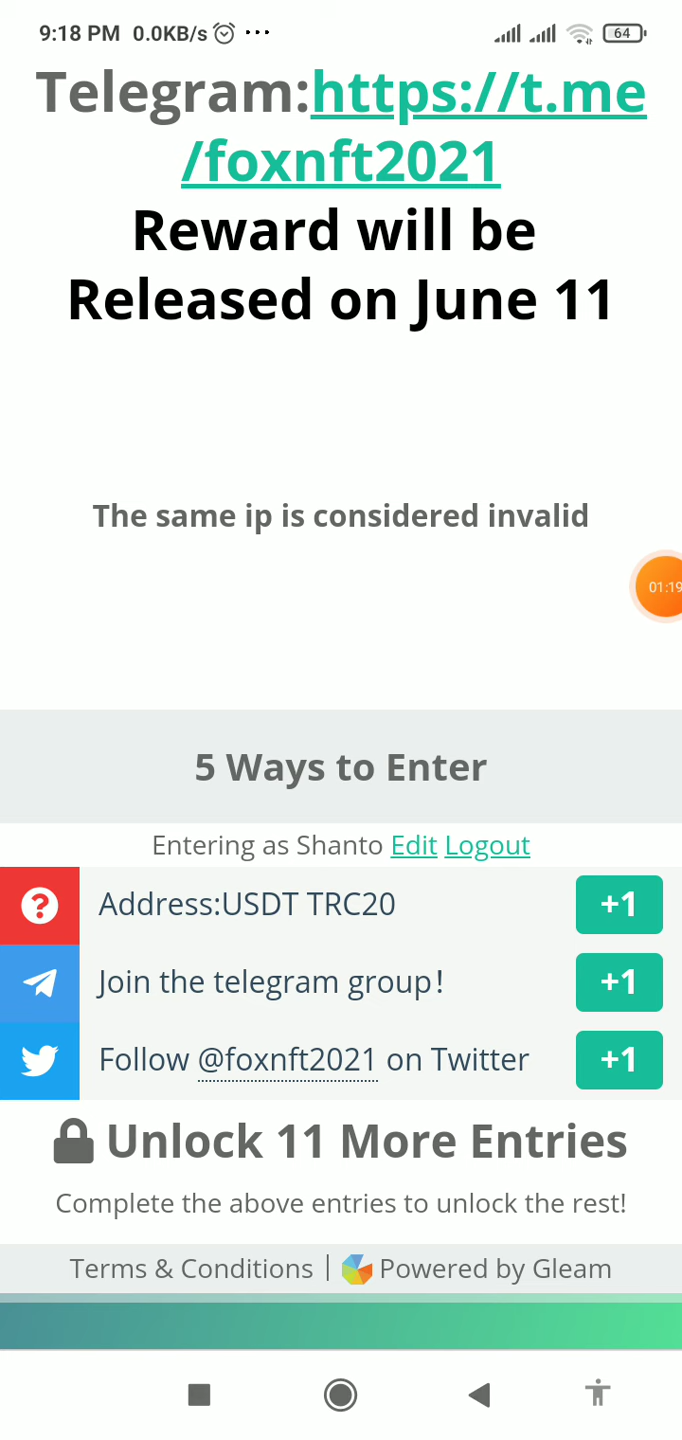 9:18 PM 0.0KB/s ...
64
Telegram:https://t.me
/foxnft2021
Reward will be
Released on June 11
The same ip is considered invalid
01:19
5 Ways to Enter
Entering as Shanto Edit Logout
Address:USDT TRC20 +1
Join the telegram group! +1
Follow @foxnft2021 on Twitter +1
Unlock 11 More Entries
Complete the above entries to unlock the rest!
Terms & Conditions | Powered by Gleam